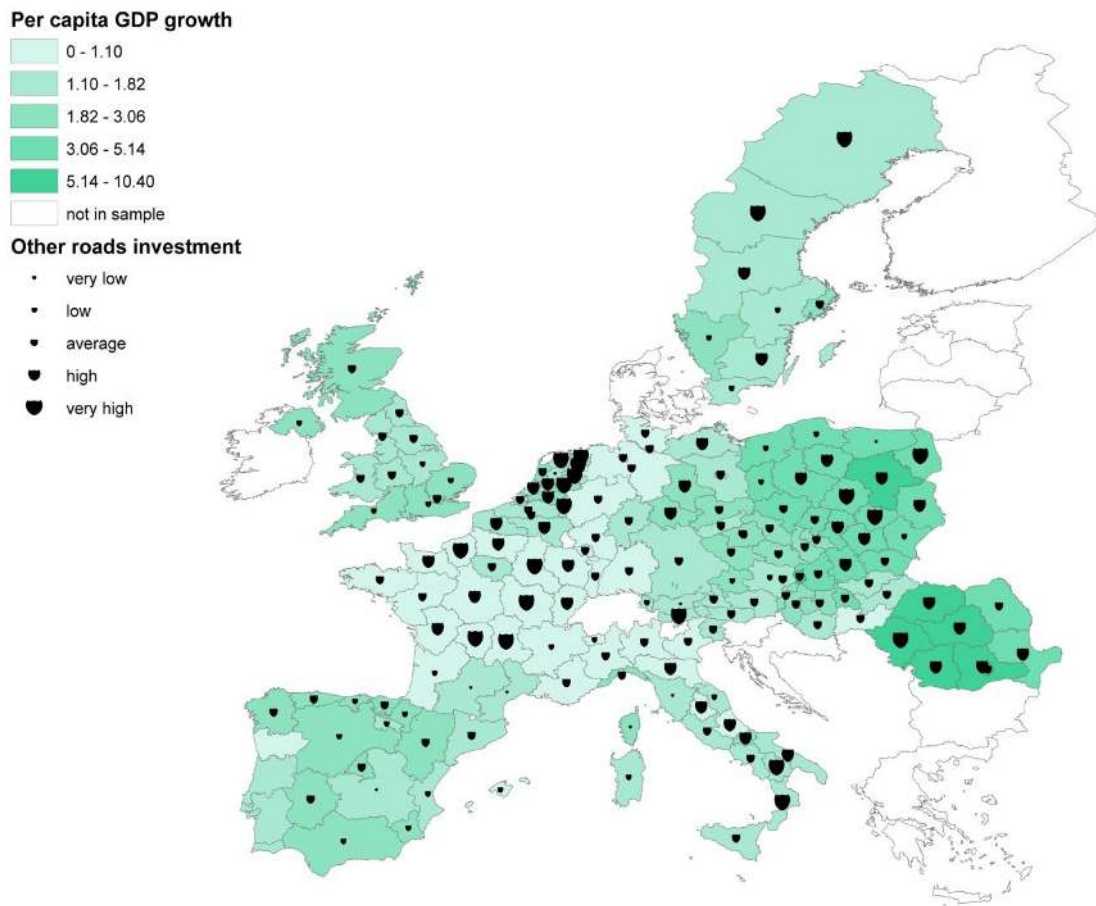 Per capita GDP growth
0 - 1.10
1.10 - 1.82
1.82 - 3.06
3.06 - 5.14
5.14 - 10.40
not in sample
Other roads investment
very low
low
average
high
very high